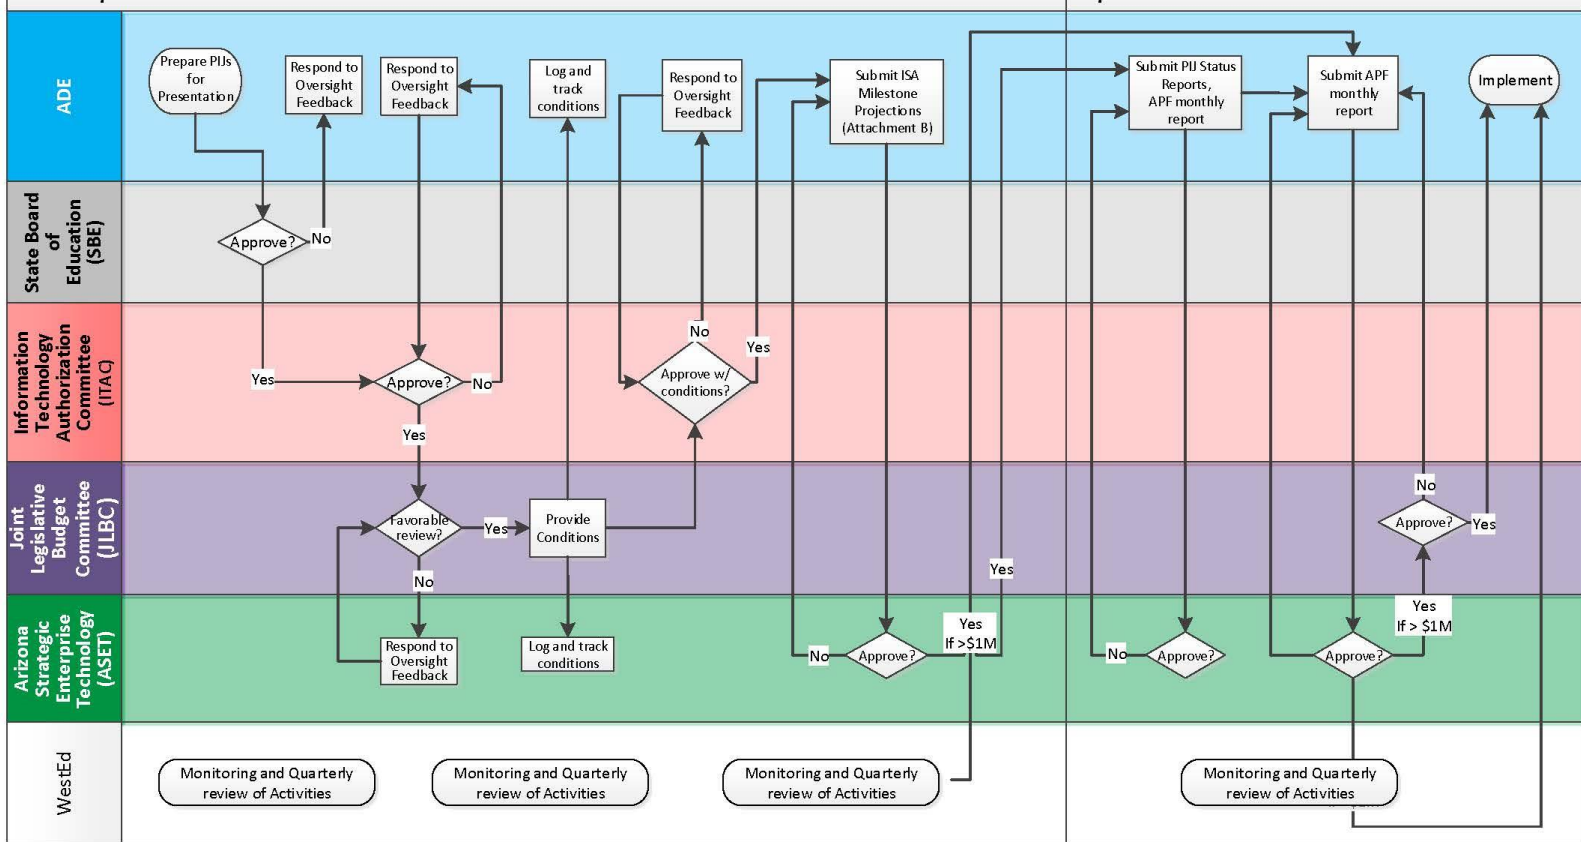 ADE
Prepare PIJs
for
Presentation
Respond to
Oversight
Feedback
Respond to
Oversight
Feedback
Log and
track
conditions
Respond to
Oversight
Feedback
Submit ISA
Milestone
Projections
(Attachment B)
Submit PIJ Status
Reports,
APF monthly
report
Submit APF
monthly
report
Implement
State Board
of
Education
(SBE)
Approve?
No
Information
Technology
Authorization
Committee
(ITAC)
Yes
Approve?
No
Yes
No
Approve w/
conditions?
Yes
Joint
Legislative
Budget
Committee
(JLBC)
Favorable
review?
Yes
No
Provide
Conditions
Yes
No
Approve?
Yes
Arizona
Strategic
Enterprise
Technology
(ASET)
Respond to
Oversight
Feedback
Log and track
conditions
No
Approve?
Yes
If >$1M
No
Approve?
Approve?
Yes
If > $1M
WestEd
Monitoring and Quarterly
review of Activities
Monitoring and Quarterly
review of Activities
Monitoring and Quarterly
review of Activities
Monitoring and Quarterly
review of Activities